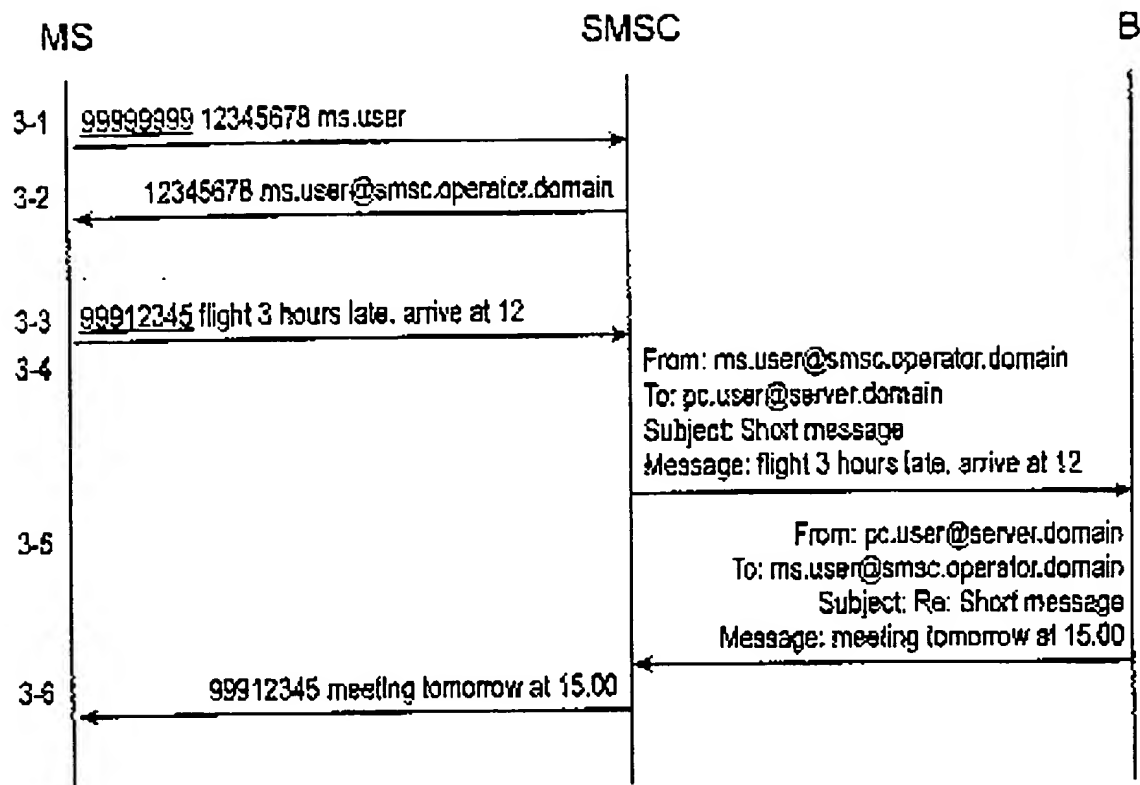 MS SMSC B
3-1 99999999 12345678 ms.user
3-2 12345678 ms.user@smsc.operator.domain
3-3 99912345 flight 3 hours late, arrive at 12
3-4
From: ms.user@smsc.operator.domain
To: pc.user@server.domain
Subject: Short message
Message: flight 3 hours late, arrive at 12
3-5
From: pc.user@server.domain
To: ms.user@smsc.operator.domain
Subject: Re: Short message
Message: meeting tomorrow at 15.00
3-6 99912345 meeting tomorrow at 15.00